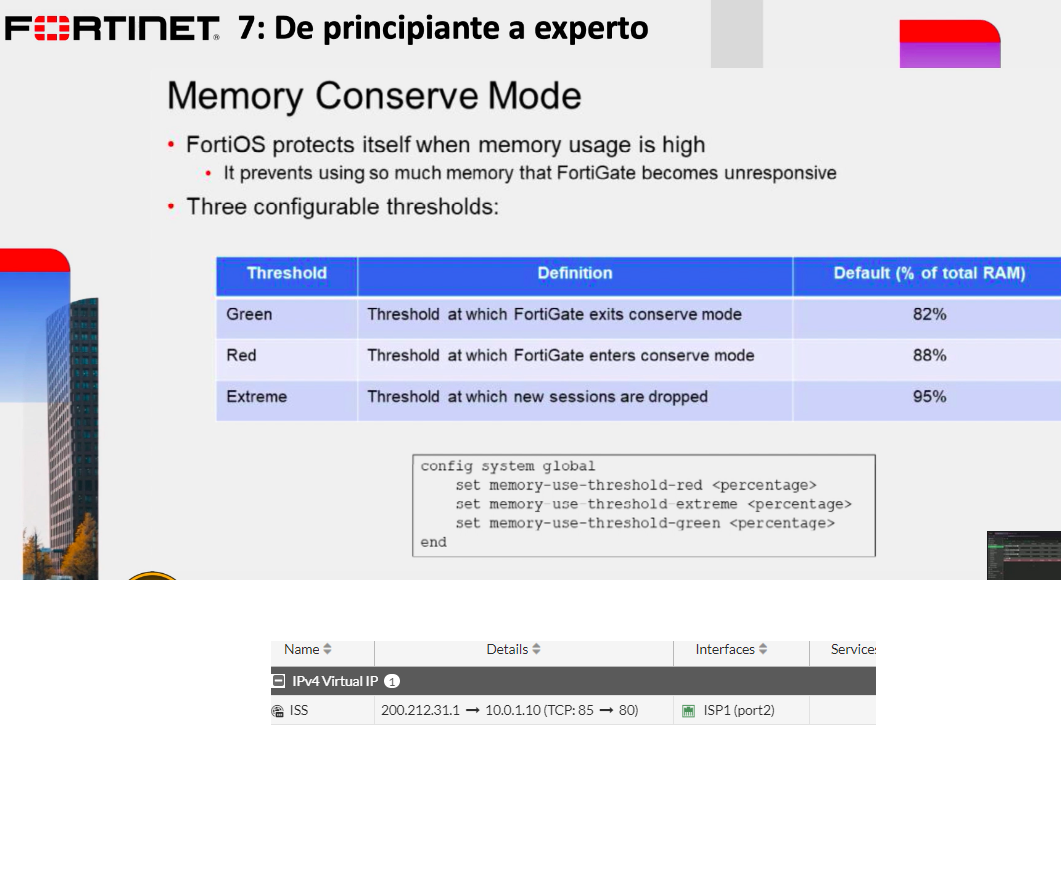 FORTINET® 7: De principiante a experto
Memory Conserve Mode
• FortiOS protects itself when memory usage is high
• It prevents using so much memory that FortiGate becomes unresponsive
• Three configurable thresholds:
Threshold Definition Default (% of total RAM)
Green Threshold at which FortiGate exits conserve mode 82%
Red Threshold at which FortiGate enters conserve mode 88%
Extreme Threshold at which new sessions are dropped 95%
config system global
set memory-use-threshold-red <percentage>
set memory-use-threshold-extreme <percentage>
set memory-use-threshold-green <percentage>
end
Name Details Interfaces Services
IPv4 Virtual IP 1
ISS 200.212.31.1 → 10.0.1.10 (TCP: 85 → 80) ISP1 (port2)